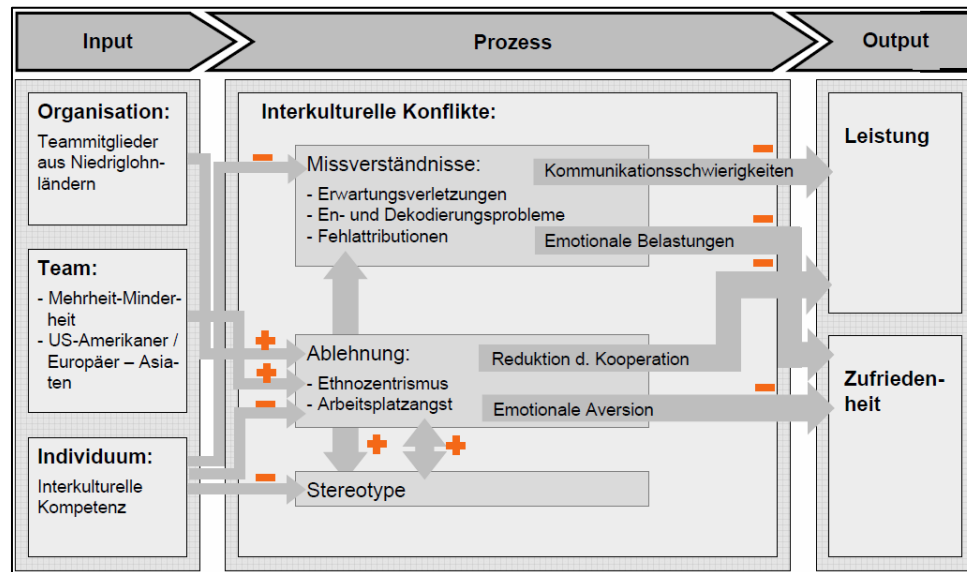 Input
Prozess
Output
Organisation:
Teammitglieder
aus Niedriglohn-
ländern
Team:
- Mehrheit-Minder-
heit
- US-Amerikaner /
Europäer – Asia-
ten
Individuum:
Interkulturelle
Kompetenz
Interkulturelle Konflikte:
Missverständnisse:
- Erwartungsverletzungen
- En- und Dekodierungsprobleme
- Fehlattributionen
Kommunikationsschwierigkeiten
Emotionale Belastungen
Ablehnung:
- Ethnozentrismus
- Arbeitsplatzangst
Reduktion d. Kooperation
Emotionale Aversion
Stereotype
Leistung
Zufrieden-
heit